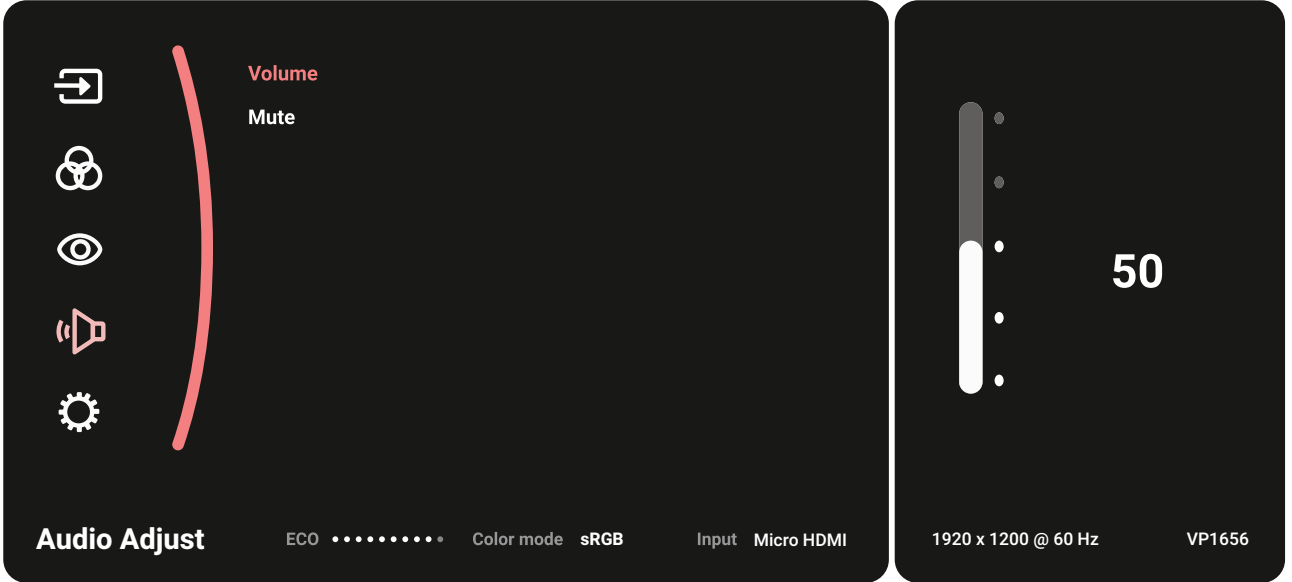 Volume
Mute
50
Audio Adjust
ECO
Color mode sRGB
Input Micro HDMI
1920 x 1200 @ 60 Hz
VP1656